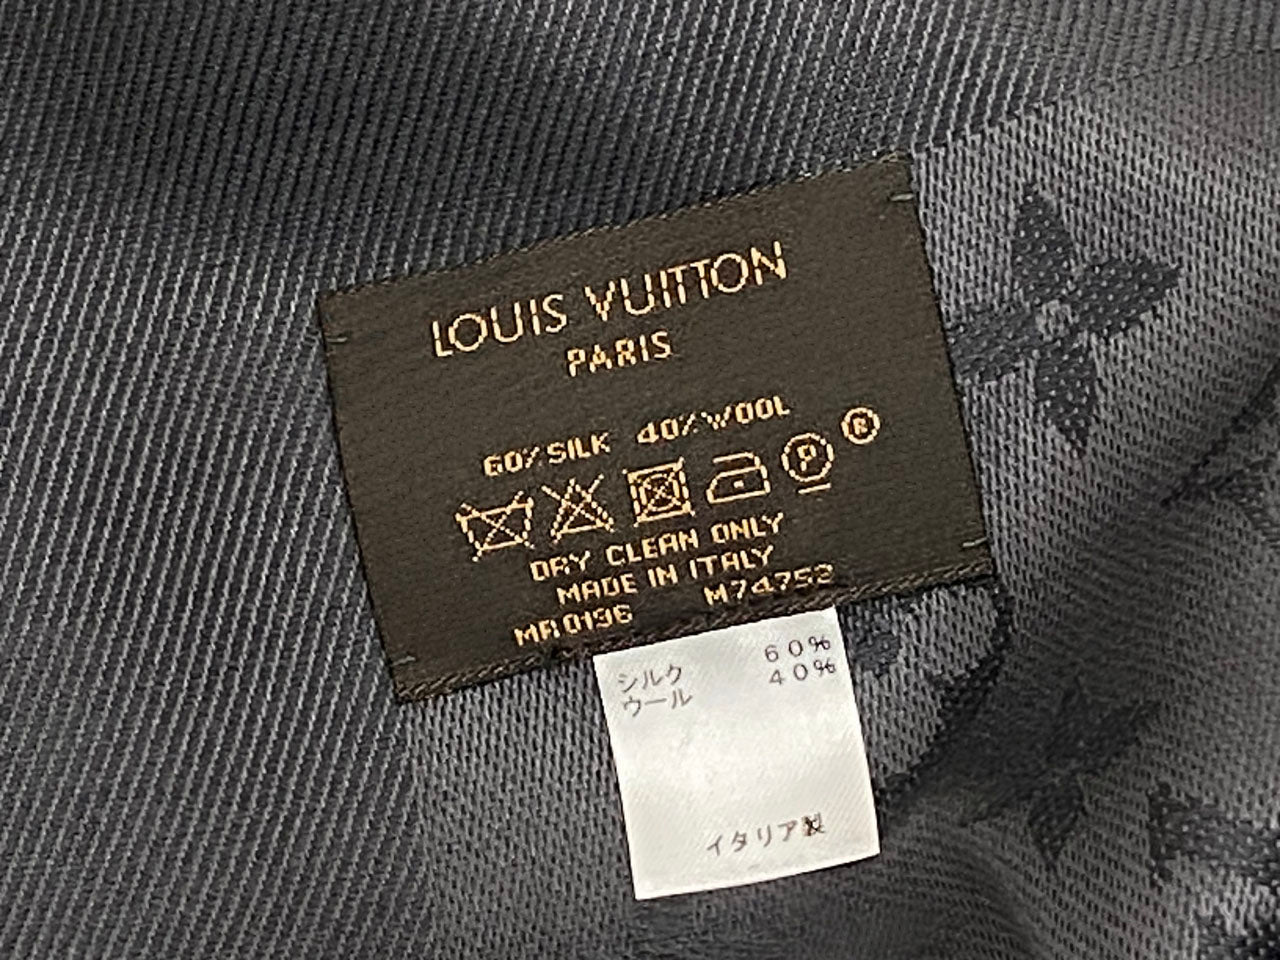 LOUIS VUITTON
PARIS
60% SILK 40% WOOL
P ®
DRY CLEAN ONLY
MADE IN ITALY
MR0196 M74752
シルク 60%
ウール 40%
イタリア製